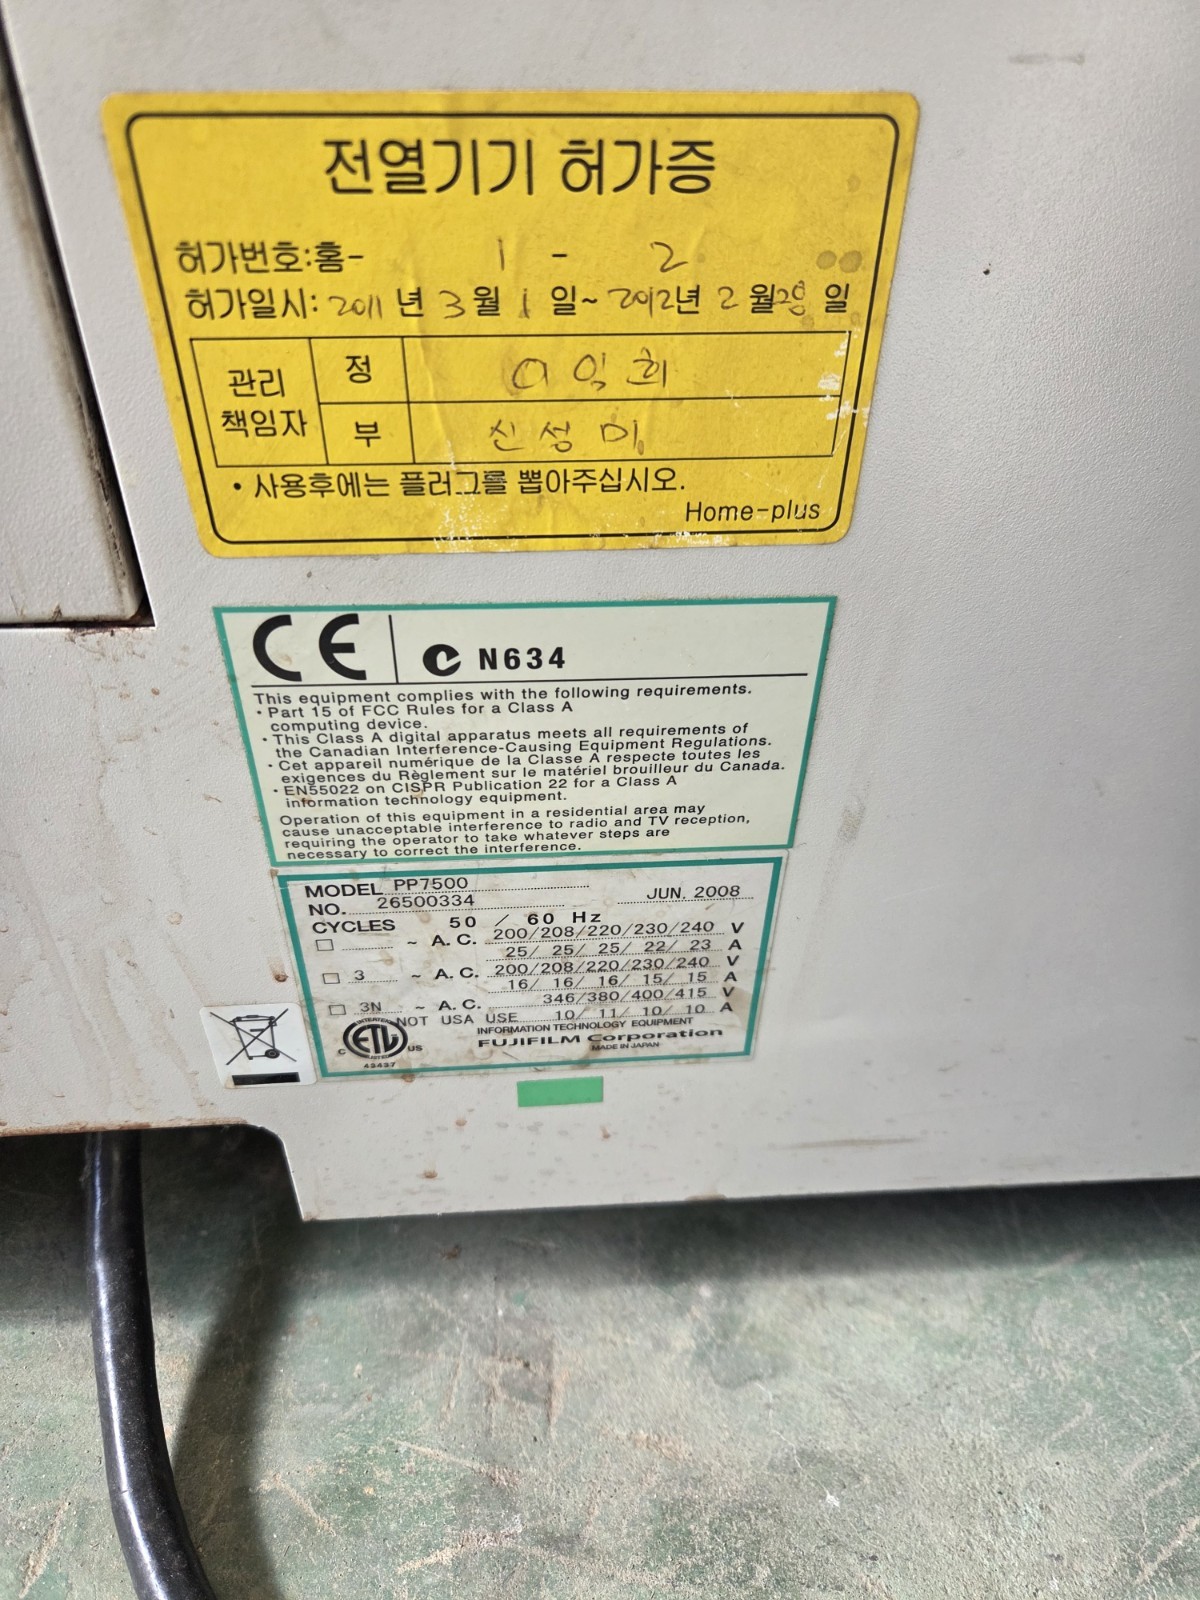 전열기기 허가증
허가번호:홈- 1 - 2
허가일시: 2011 년 3 월 1 일~ 2012년 2 월 28 일
관리
책임자
정 이익희
부 신성미
• 사용후에는 플러그를 뽑아주십시오.
Home-plus
CE N634
This equipment complies with the following requirements.
• Part 15 of FCC Rules for a Class A
computing device.
• This Class A digital apparatus meets all requirements of
the Canadian Interference-Causing Equipment Regulations.
• Cet appareil numérique de la Classe A respecte toutes les
exigences du Règlement sur le matériel brouilleur du Canada.
• EN55022 on CISPR Publication 22 for a Class A
information technology equipment.
Operation of this equipment in a residential area may
cause unacceptable interference to radio and TV reception,
requiring the operator to take whatever steps are
necessary to correct the interference.
MODEL PP7500
JUN. 2008
NO. 26500334
CYCLES 50 / 60 Hz
□ ~ A.C. 200/208/220/230/240 V
25/ 25/ 25/ 22/ 23 A
□ 3 ~ A.C. 200/208/220/230/240 V
16/ 16/ 16/ 15/ 15 A
□ 3N ~ A.C. 346/380/400/415 V
NOT USA USE 10/ 11/ 10/ 10 A
INFORMATION TECHNOLOGY EQUIPMENT
C ETL US
INTERTEK
LISTED
FUJIFILM Corporation
MADE IN JAPAN
43437